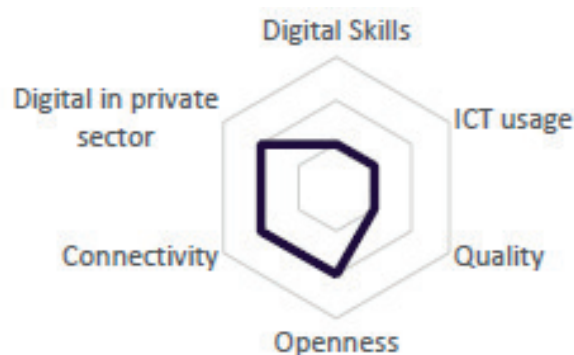 Digital Skills
Digital in private
sector
ICT usage
Connectivity
Quality
Openness